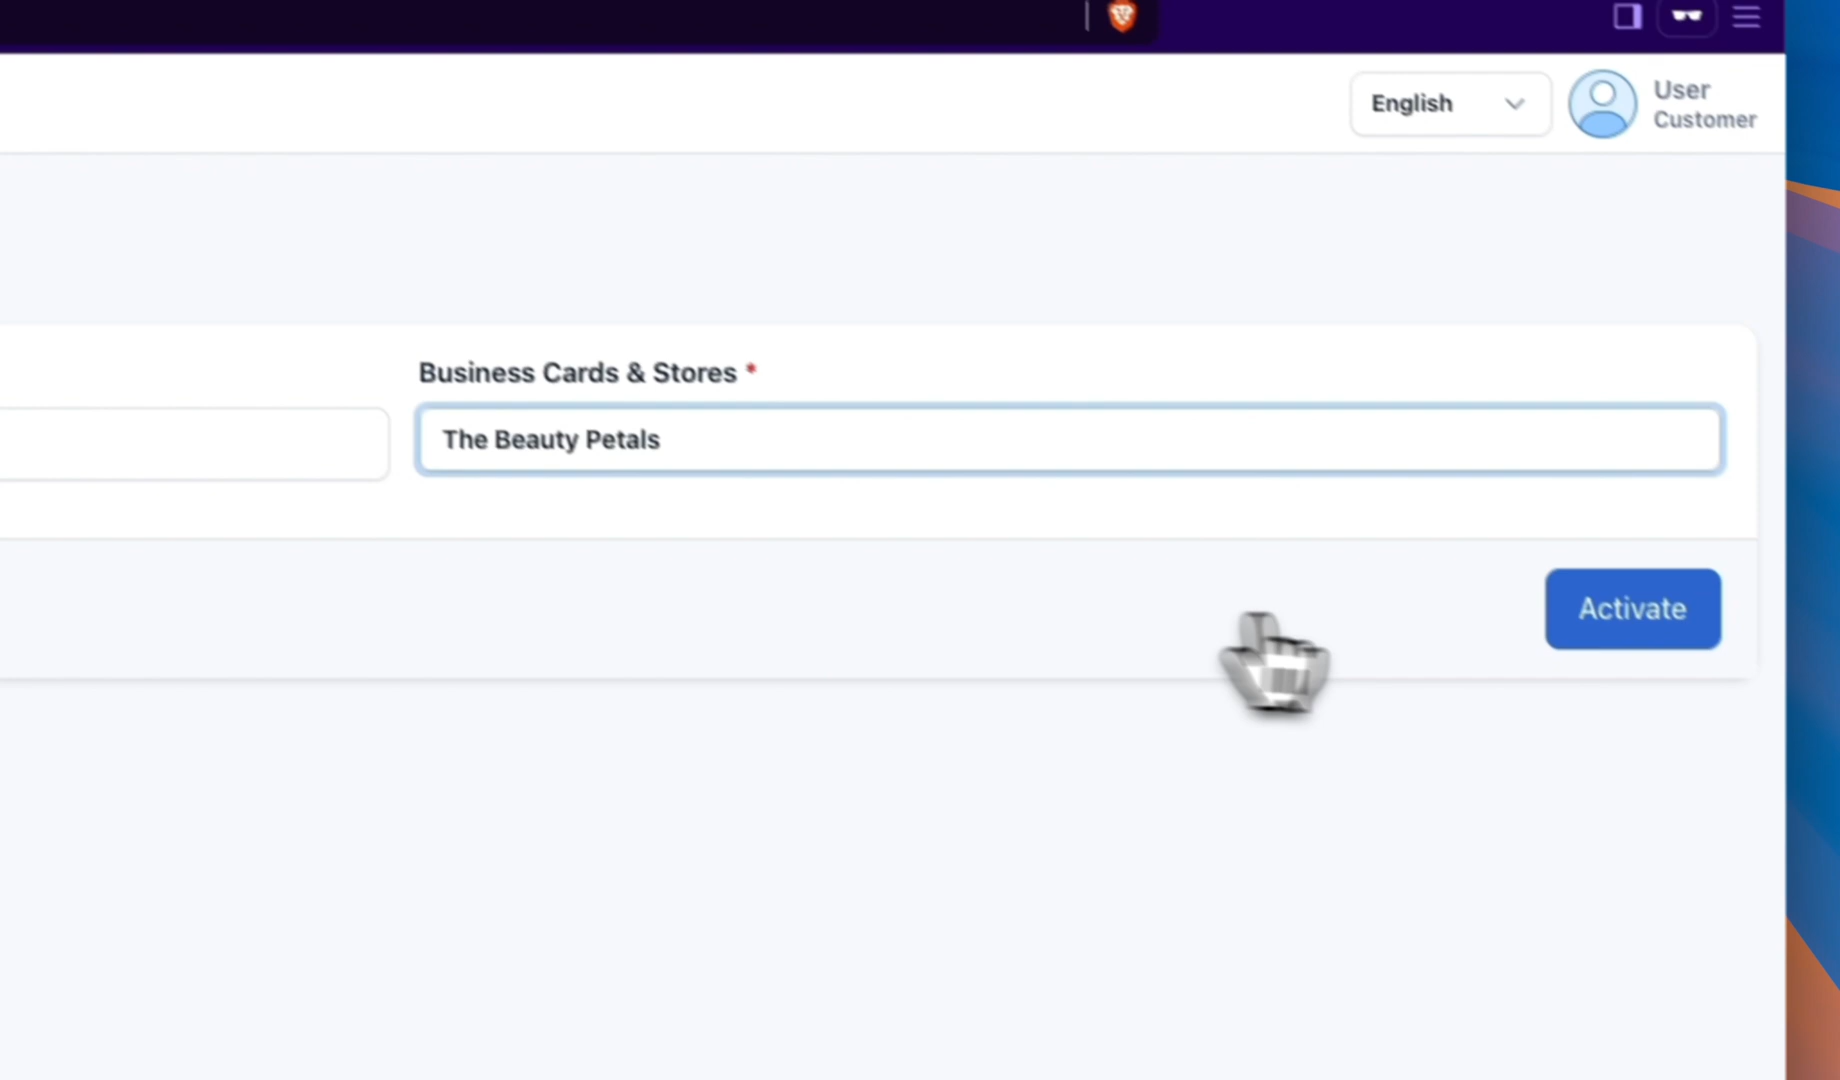 English
User
Customer
Business Cards & Stores *
The Beauty Petals
Activate